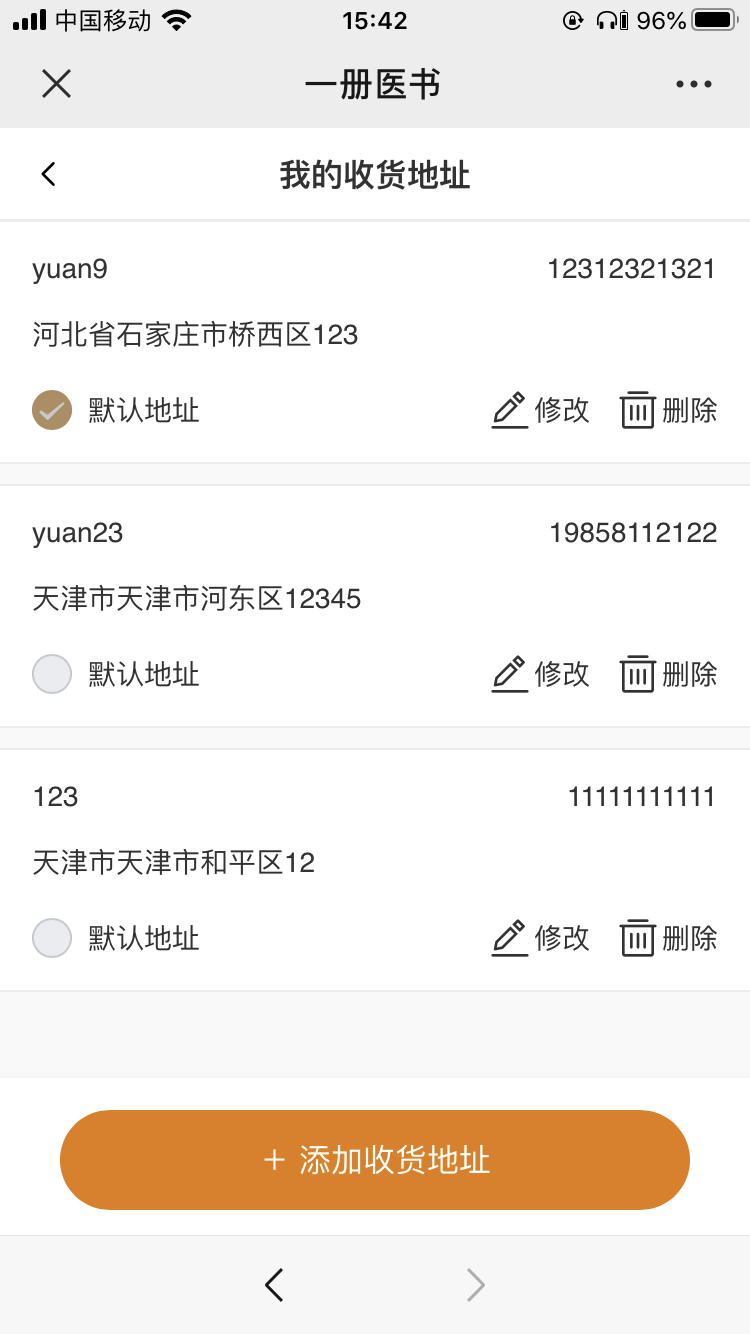 中国移动 15:42 96%
一册医书
我的收货地址
yuan9 12312321321
河北省石家庄市桥西区123
默认地址 修改 删除
yuan23 19858112122
天津市天津市河东区12345
默认地址 修改 删除
123 11111111111
天津市天津市和平区12
默认地址 修改 删除
+ 添加收货地址